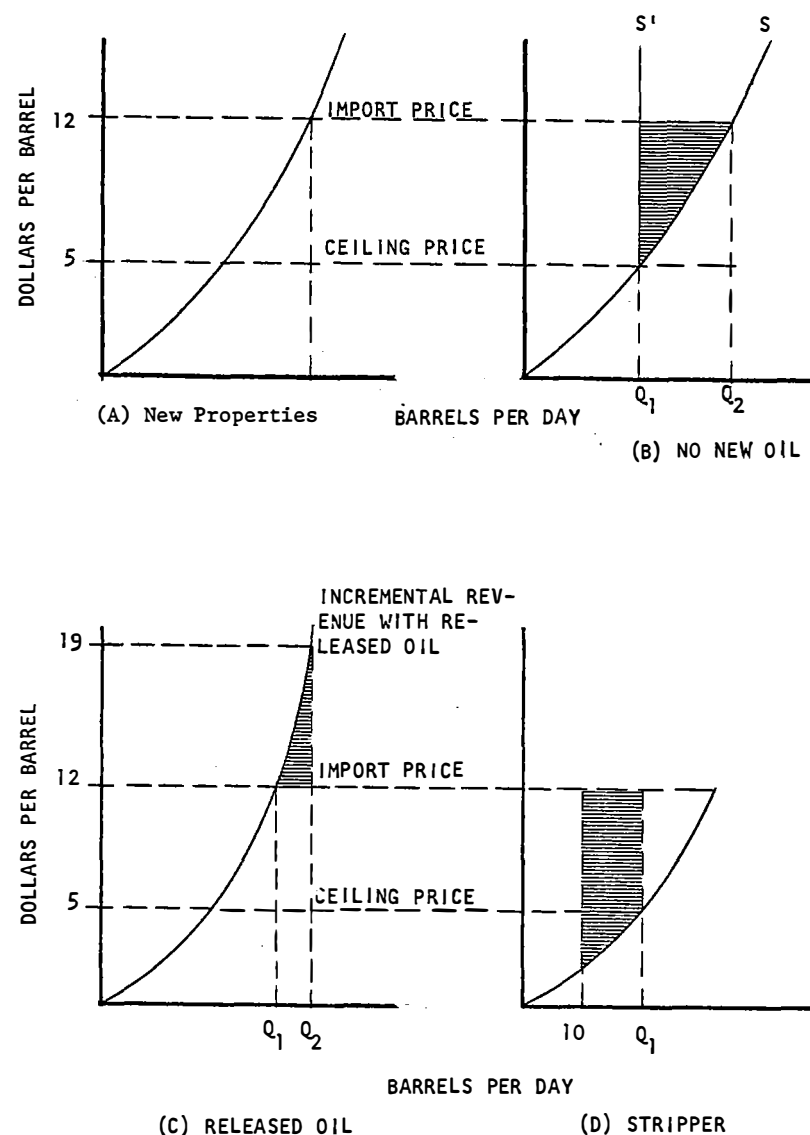 S' S
DOLLARS PER BARREL
12
IMPORT PRICE
5
CEILING PRICE
Q1 Q2
(A) New Properties
BARRELS PER DAY
(B) NO NEW OIL
INCREMENTAL REV-
ENUE WITH RE-
LEASED OIL
DOLLARS PER BARREL
19
12
IMPORT PRICE
5
CEILING PRICE
Q1 Q2
10 Q1
BARRELS PER DAY
(C) RELEASED OIL
(D) STRIPPER